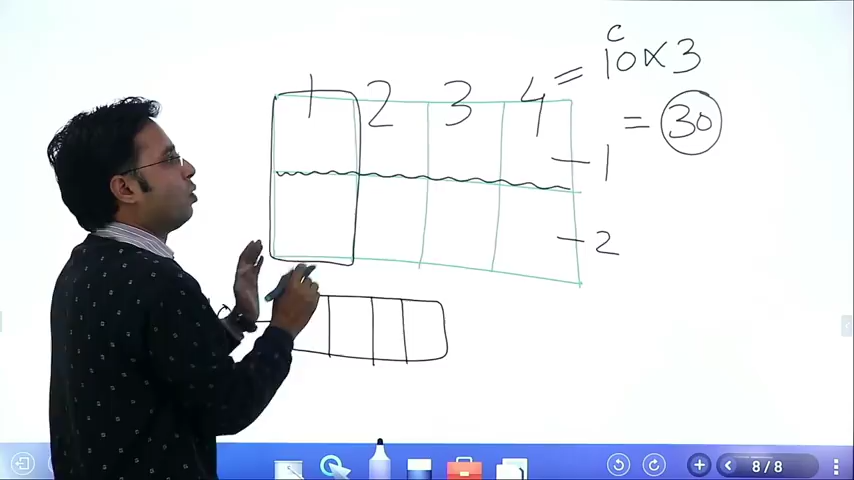 1 2 3 4
C
= 10 × 3
= 30
1
2
8/8